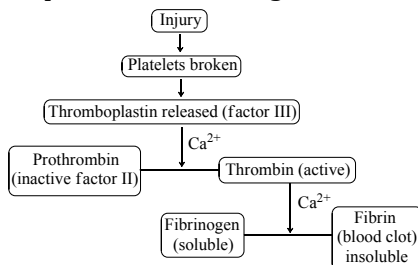 Injury
Platelets broken
Thromboplastin released (factor III)
Ca²⁺
Prothrombin
(inactive factor II)
Thrombin (active)
Ca²⁺
Fibrinogen
(soluble)
Fibrin
(blood clot)
insoluble